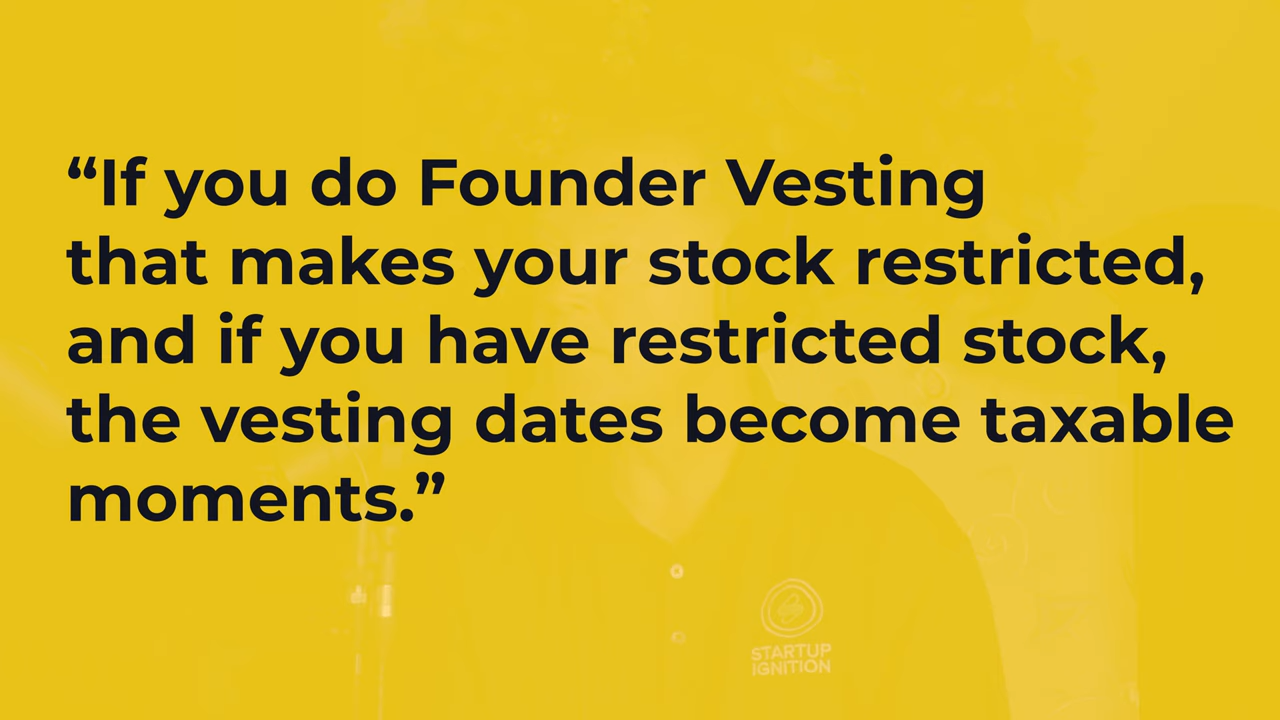 “If you do Founder Vesting
that makes your stock restricted,
and if you have restricted stock,
the vesting dates become taxable
moments.”
STARTUP
IGNITION